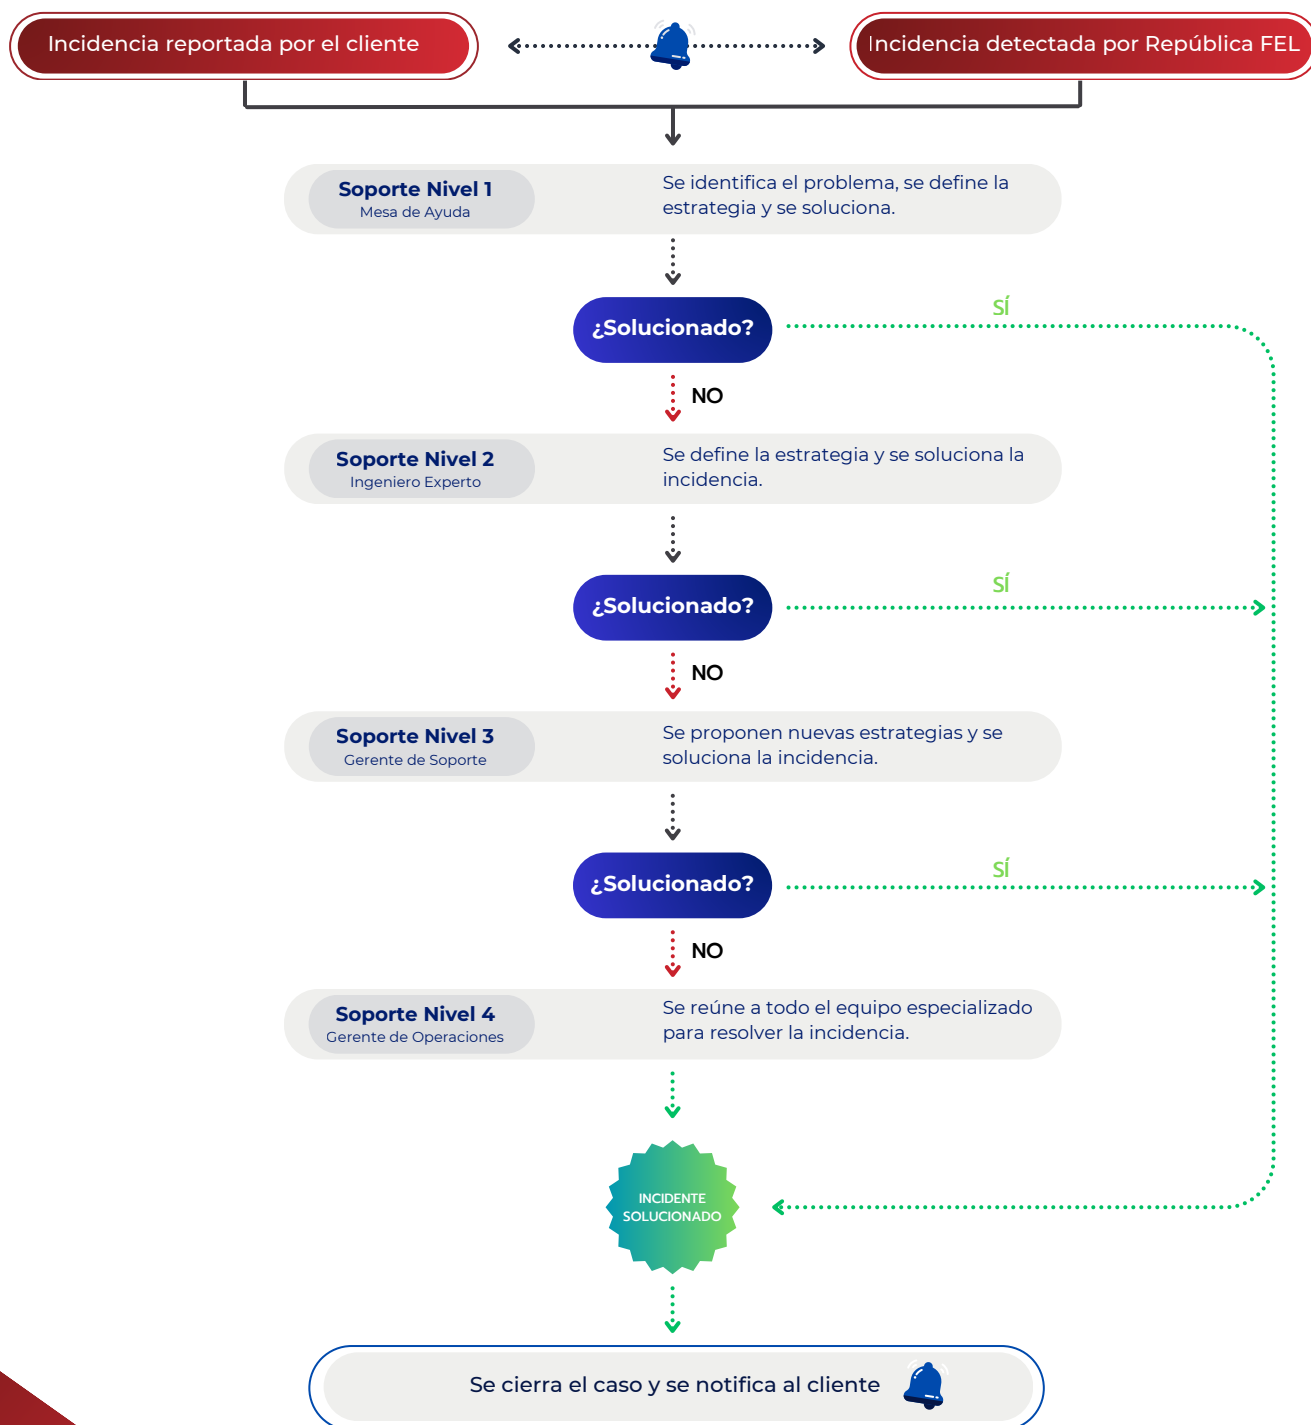 Incidencia reportada por el cliente
Incidencia detectada por República FEL
Soporte Nivel 1
Mesa de Ayuda
Se identifica el problema, se define la
estrategia y se soluciona.
¿Solucionado?
SÍ
NO
Soporte Nivel 2
Ingeniero Experto
Se define la estrategia y se soluciona la
incidencia.
¿Solucionado?
SÍ
NO
Soporte Nivel 3
Gerente de Soporte
Se proponen nuevas estrategias y se
soluciona la incidencia.
¿Solucionado?
SÍ
NO
Soporte Nivel 4
Gerente de Operaciones
Se reúne a todo el equipo especializado
para resolver la incidencia.
INCIDENTE
SOLUCIONADO
Se cierra el caso y se notifica al cliente